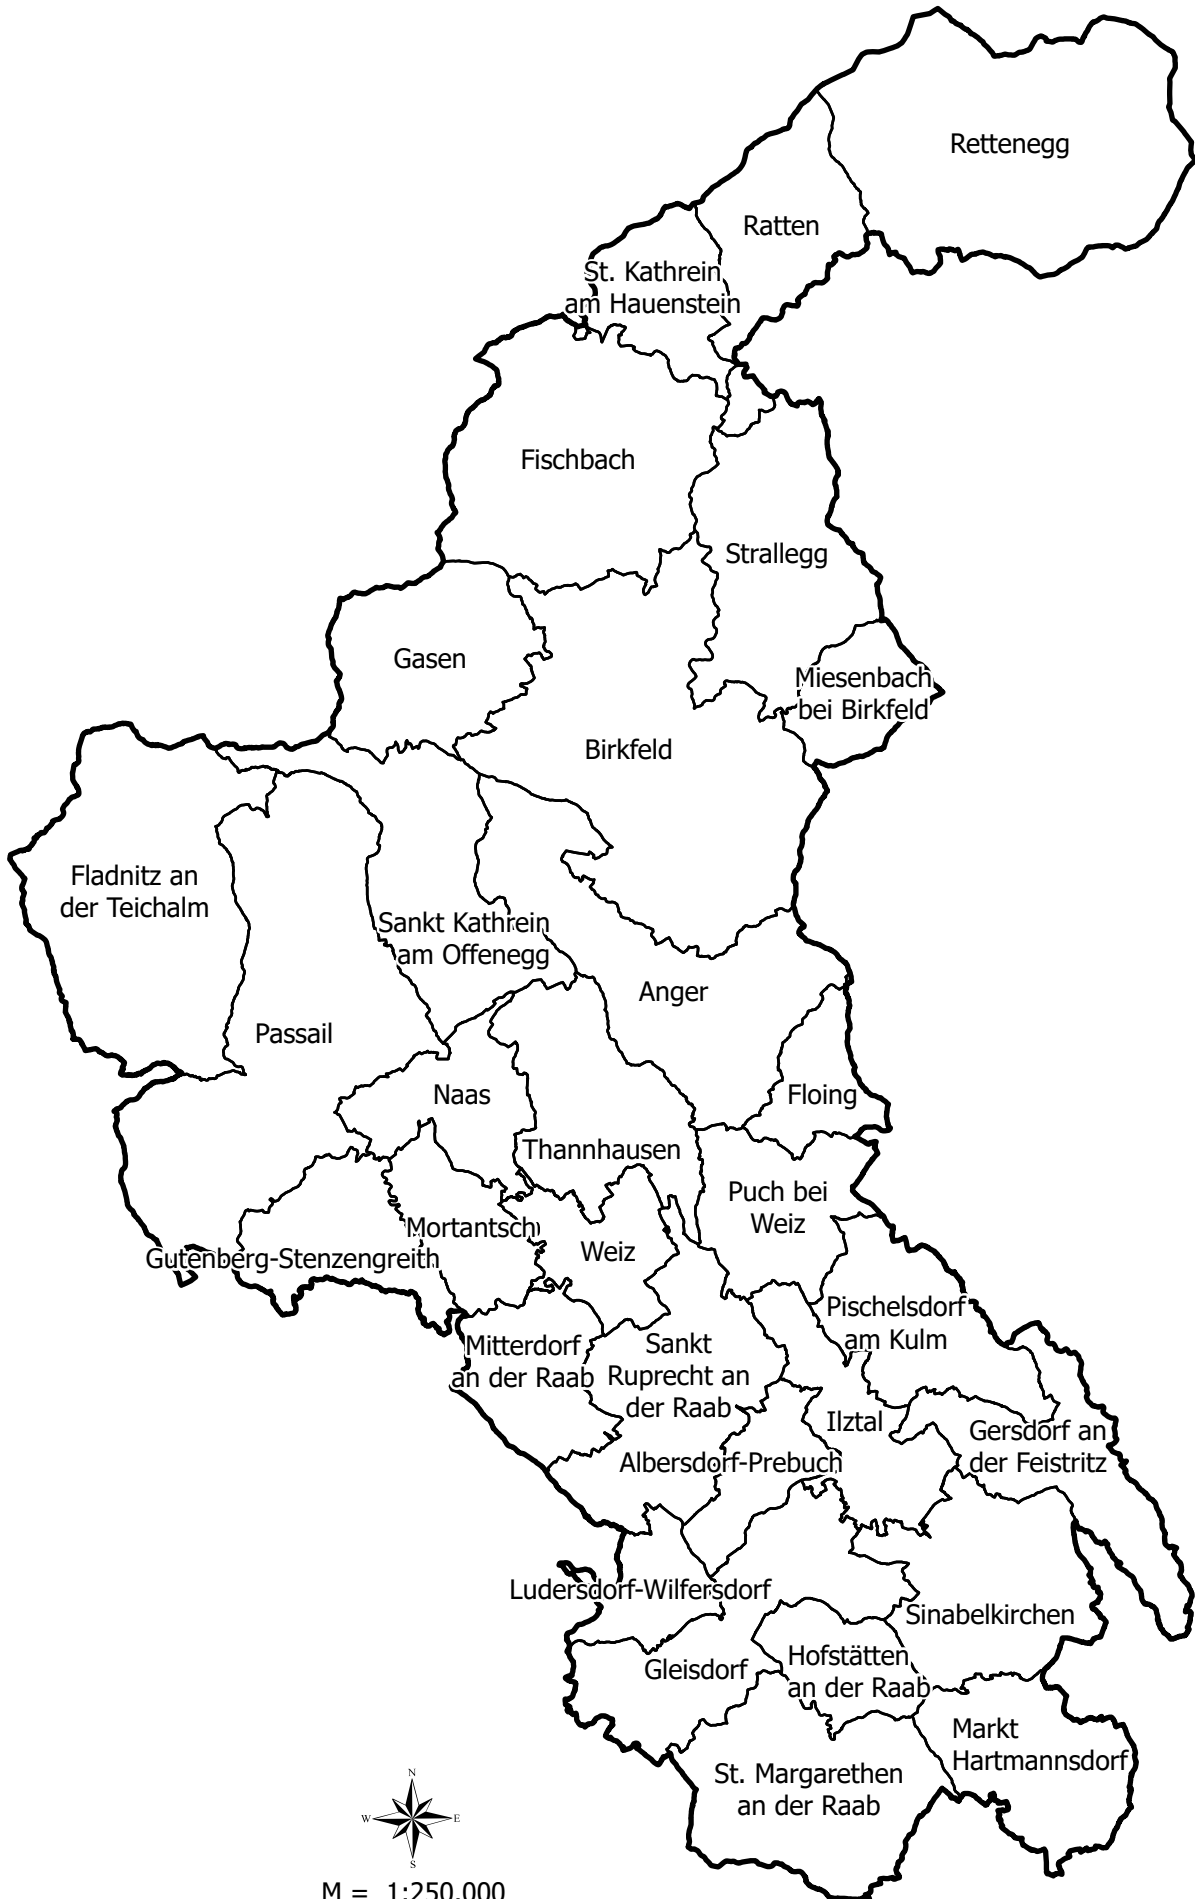 Rettenegg
Ratten
St. Kathrein
am Hauenstein
Fischbach
Strallegg
Gasen
Miesenbach
bei Birkfeld
Birkfeld
Fladnitz an
der Teichalm
Sankt Kathrein
am Offenegg
Anger
Passail
Naas
Floing
Thannhausen
Puch bei
Weiz
Mortantsch
Weiz
Gutenberg-Stenzengreith
Pischelsdorf
am Kulm
Mitterdorf
an der Raab
Sankt
Ruprecht an
der Raab
Ilztal
Gersdorf an
der Feistritz
Albersdorf-Prebuch
Ludersdorf-Wilfersdorf
Sinabelkirchen
Gleisdorf
Hofstätten
an der Raab
Markt
Hartmannsdorf
St. Margarethen
an der Raab
N
W E
S
M = 1:250.000